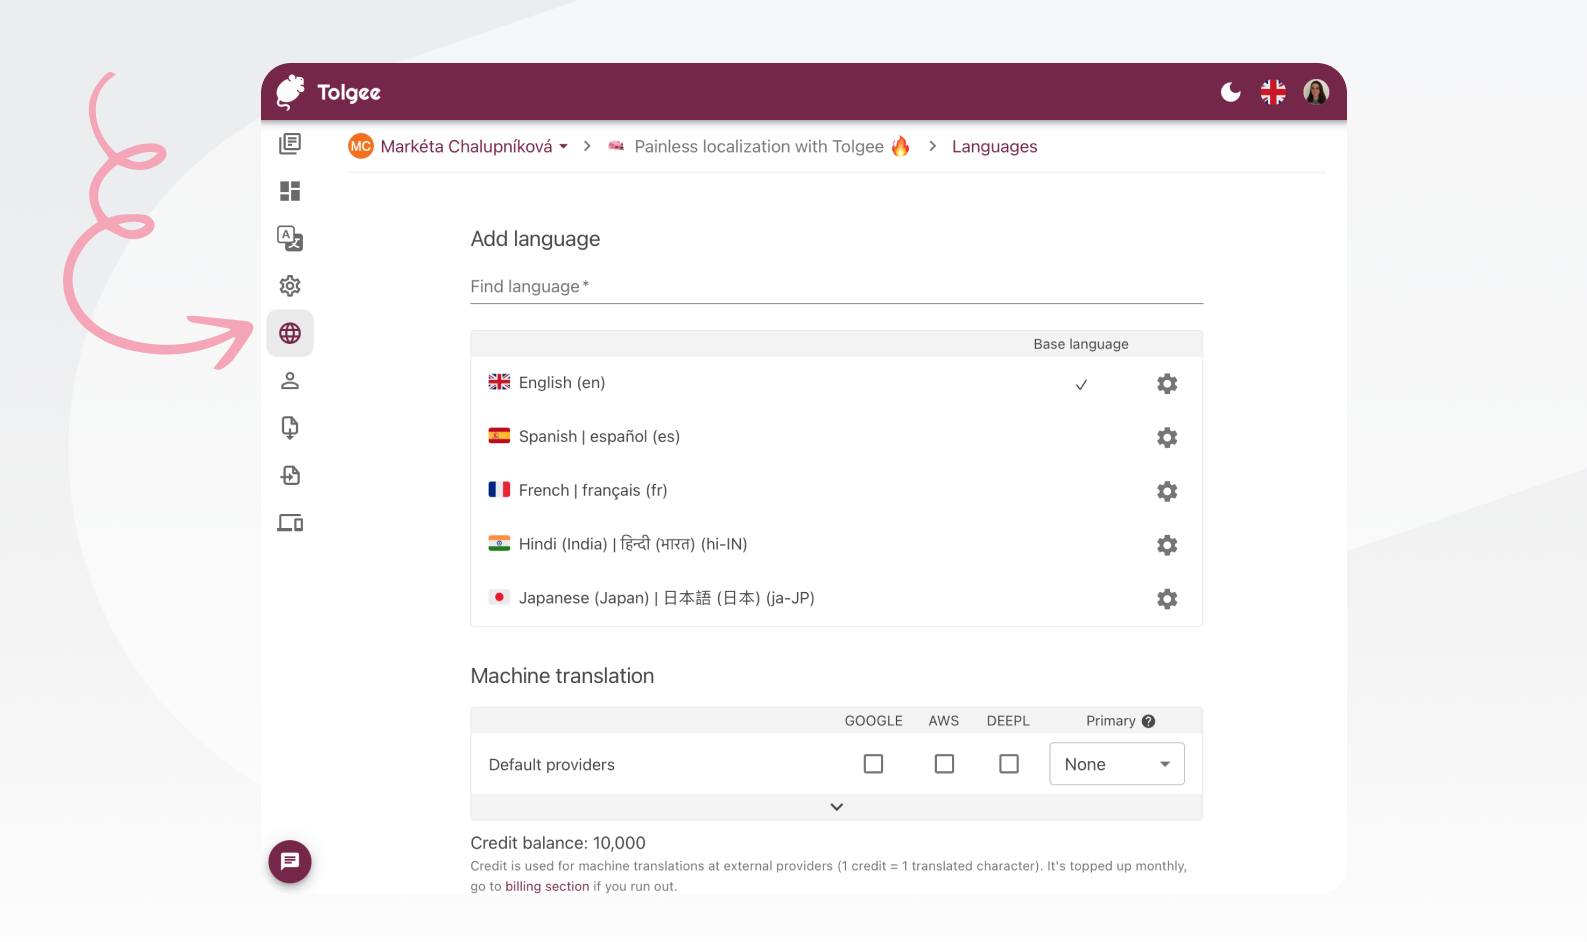 Tolgee
MC Markéta Chalupníková > Painless localization with Tolgee 🔥 > Languages
Add language
Find language *
Base language
English (en)
Spanish | español (es)
French | français (fr)
Hindi (India) | हिन्दी (भारत) (hi-IN)
Japanese (Japan) | 日本語 (日本) (ja-JP)
Machine translation
GOOGLE AWS DEEPL Primary ?
Default providers None
Credit balance: 10,000
Credit is used for machine translations at external providers (1 credit = 1 translated character). It's topped up monthly,
go to billing section if you run out.